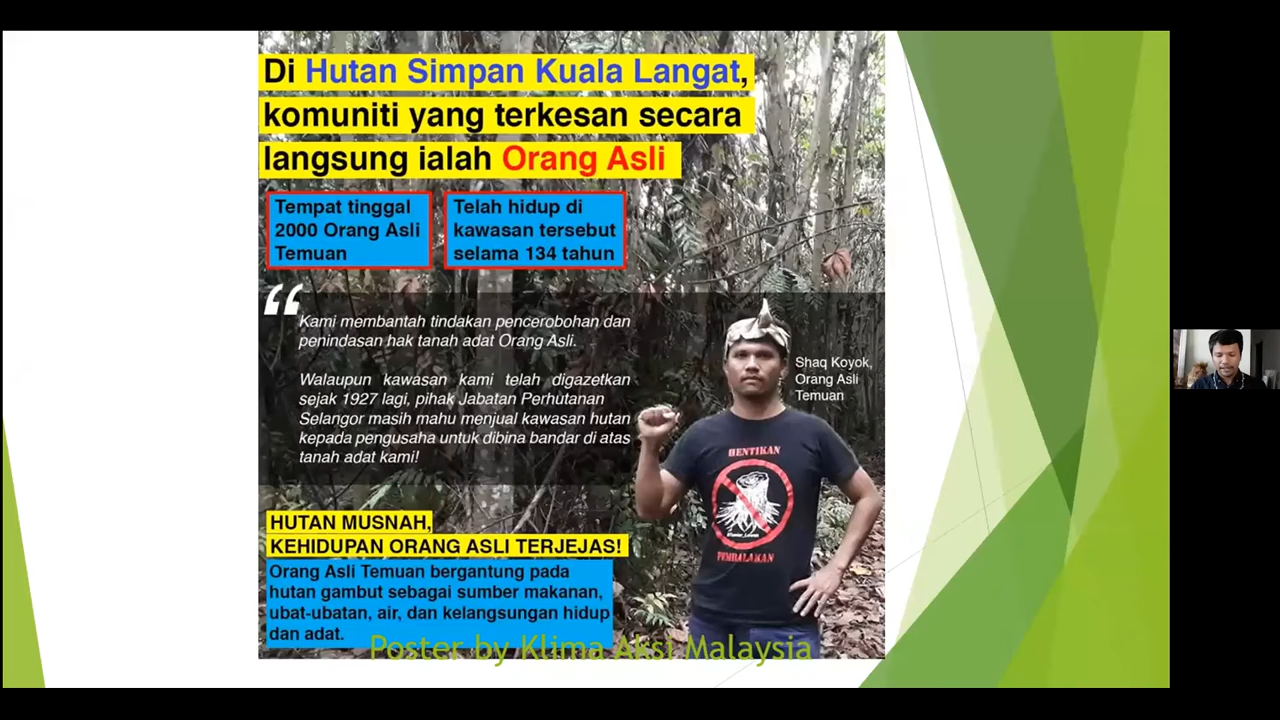 Di Hutan Simpan Kuala Langat,
komuniti yang terkesan secara
langsung ialah Orang Asli
Tempat tinggal
2000 Orang Asli
Temuan
Telah hidup di
kawasan tersebut
selama 134 tahun
“
Kami membantah tindakan pencerobohan dan
penindasan hak tanah adat Orang Asli.
Walaupun kawasan kami telah digazetkan
sejak 1927 lagi, pihak Jabatan Perhutanan
Selangor masih mahu menjual kawasan hutan
kepada pengusaha untuk dibina bandar di atas
tanah adat kami!
Shaq Koyok,
Orang Asli
Temuan
HENTIKAN
PEMBALAKAN
HUTAN MUSNAH,
KEHIDUPAN ORANG ASLI TERJEJAS!
Orang Asli Temuan bergantung pada
hutan gambut sebagai sumber makanan,
ubat-ubatan, air, dan kelangsungan hidup
dan adat.
Poster by Klima Aksi Malaysia